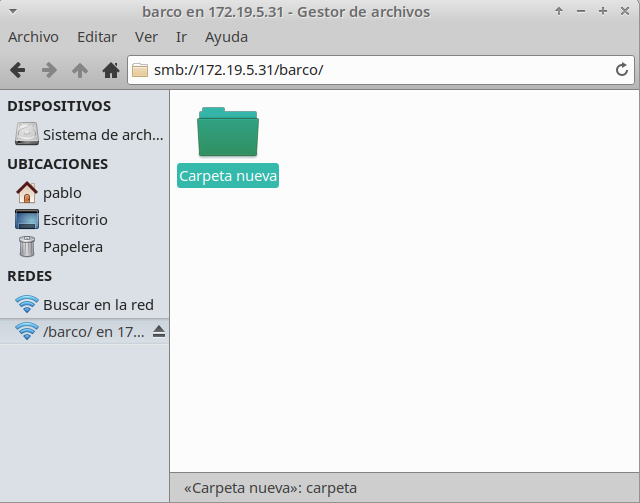 barco en 172.19.5.31 - Gestor de archivos
Archivo Editar Ver Ir Ayuda
smb://172.19.5.31/barco/
DISPOSITIVOS
Sistema de arch...
UBICACIONES
pablo
Escritorio
Papelera
REDES
Buscar en la red
/barco/ en 17...
Carpeta nueva
«Carpeta nueva»: carpeta